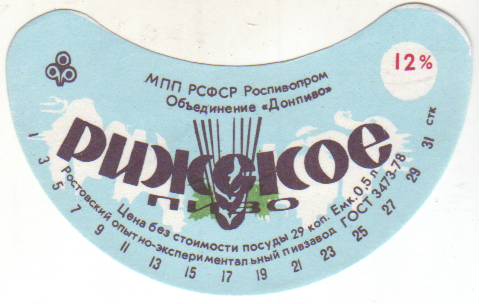 МПП РСФСР Роспивопром
Объединение «Донпиво»
12%
Рижское
ПИВО
Цена без стоимости посуды 29 коп. Емк. 0,5 л
Ростовский опытно-экспериментальный пивзавод ГОСТ 3473-78
1 3 5 7 9 11 13 15 17 19 21 23 25 27 29 31 стк